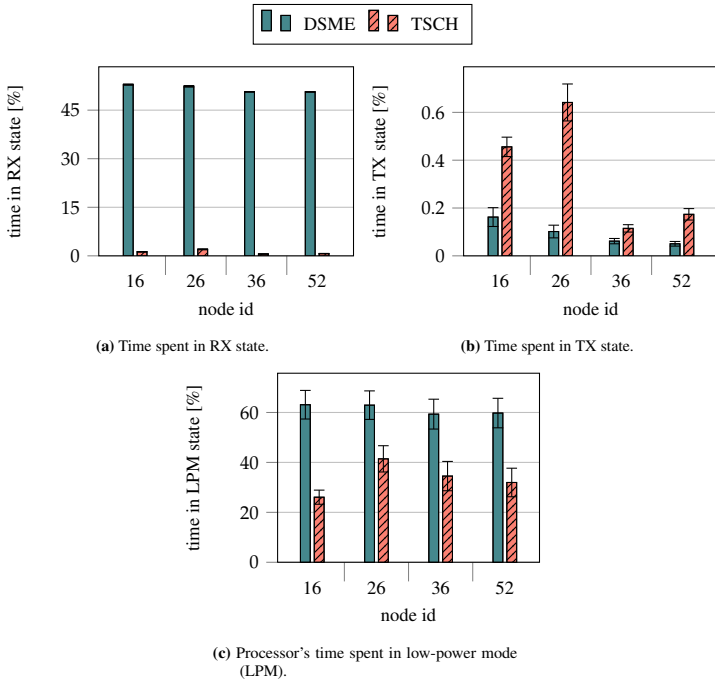 DSME TSCH
time in RX state [%]
45
30
15
0
16 26 36 52
node id
(a) Time spent in RX state.
time in TX state [%]
0.6
0.4
0.2
0
16 26 36 52
node id
(b) Time spent in TX state.
time in LPM state [%]
60
40
20
0
16 26 36 52
node id
(c) Processor's time spent in low-power mode
(LPM).